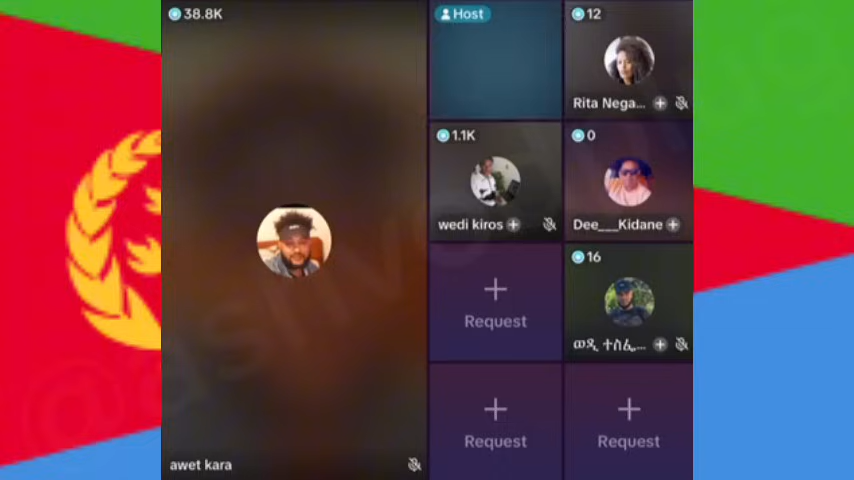 38.8K
Host
12
Rita Nega...
1.1K
0
wedi kiros
Dee___Kidane
16
Request
ወዲ ተስፈ...
Request
Request
awet kara